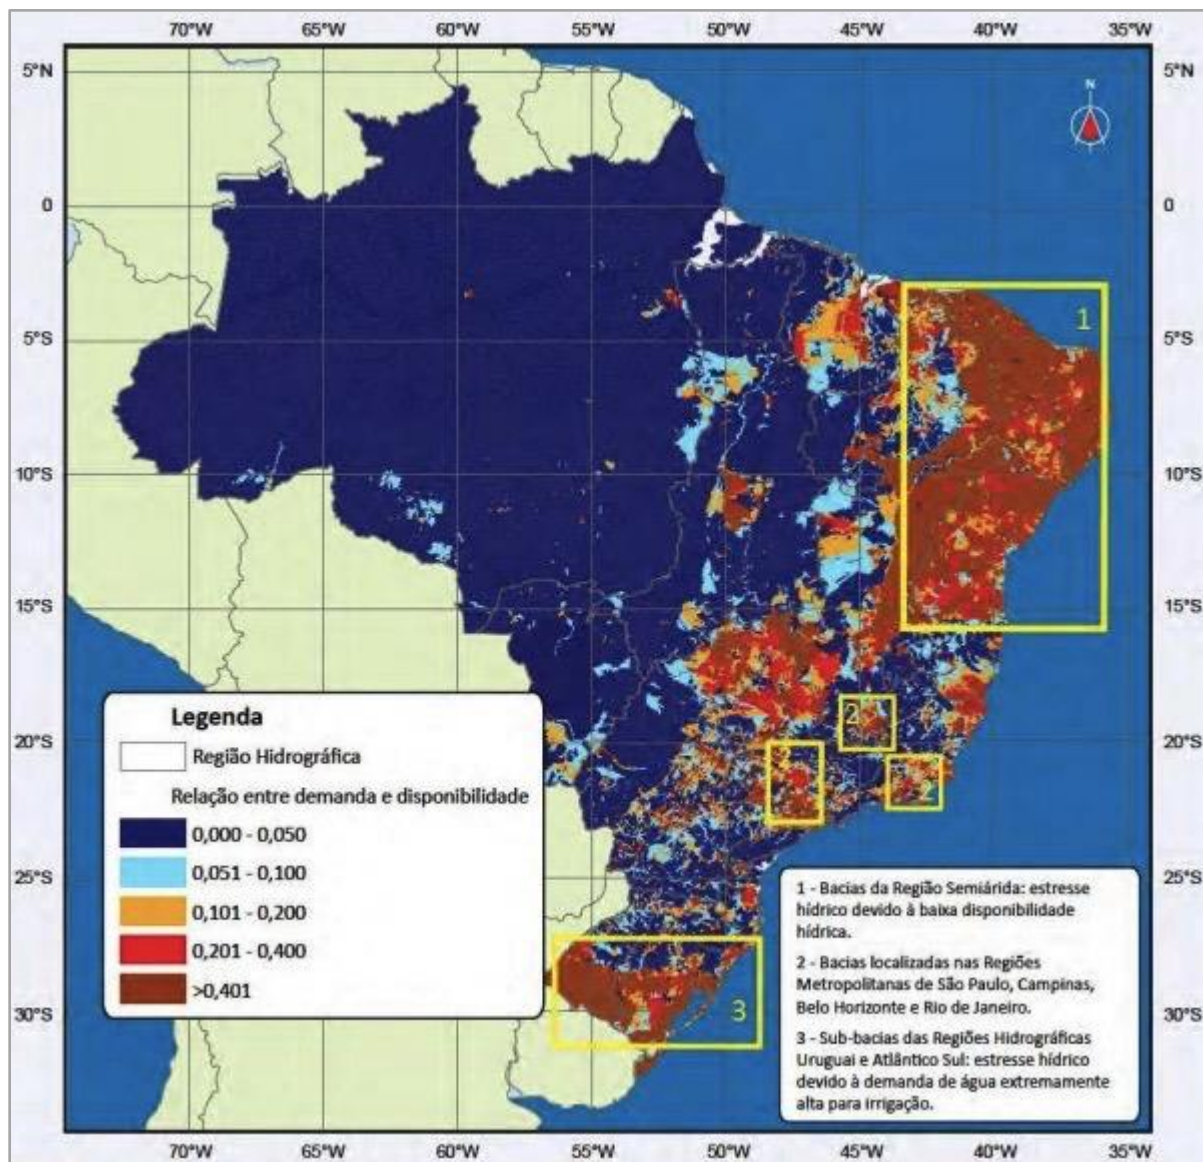 70°W 65°W 60°W 55°W 50°W 45°W 40°W 35°W
5°N 5°N
N
0 0
1
5°S 5°S
10°S 10°S
15°S 15°S
Legenda
Região Hidrográfica
Relação entre demanda e disponibilidade
0,000 - 0,050
0,051 - 0,100
0,101 - 0,200
0,201 - 0,400
>0,401
2
20°S 20°S
2
25°S 25°S
3
30°S 30°S
1 - Bacias da Região Semiárida: estresse
hídrico devido à baixa disponibilidade
hídrica.
2 - Bacias localizadas nas Regiões
Metropolitanas de São Paulo, Campinas,
Belo Horizonte e Rio de Janeiro.
3 - Sub-bacias das Regiões Hidrográficas
Uruguai e Atlântico Sul: estresse hídrico
devido à demanda de água extremamente
alta para irrigação.
70°W 65°W 60°W 55°W 50°W 45°W 40°W 35°W